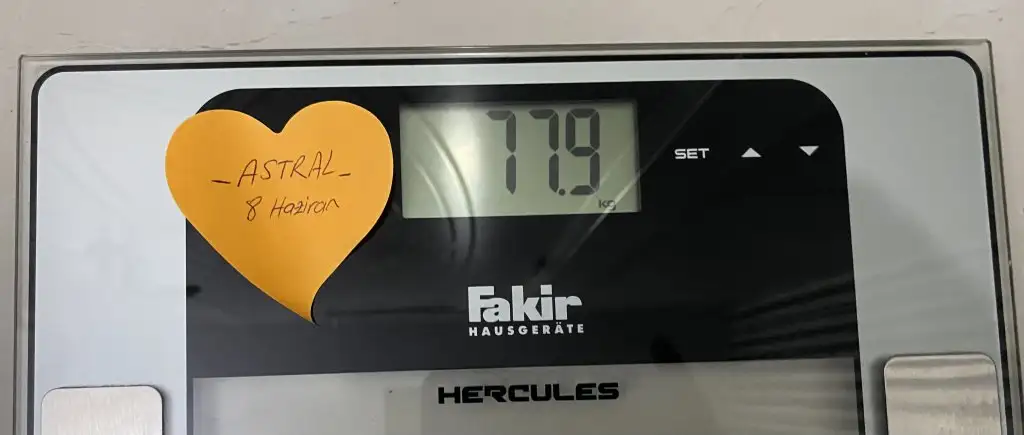 _ASTRAL_
8 Haziran
77.9
kg
SET
Fakir
HAUSGERÄTE
HERCULES